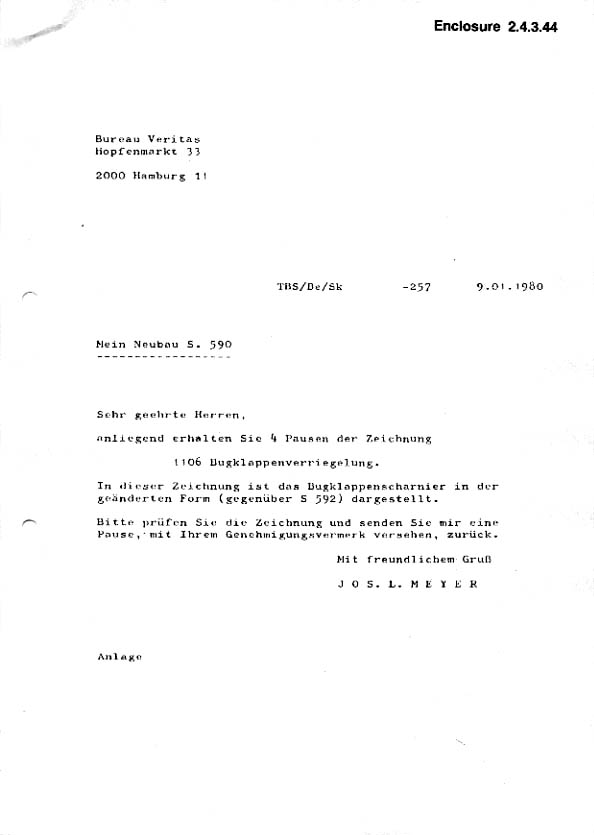 Enclosure 2.4.3.44
Bureau Veritas
Hopfenmarkt 33
2000 Hamburg 11
TBS/De/Sk -257 9.01.1980
Mein Neubau S. 590
------------------
Sehr geehrte Herren,
anliegend erhalten Sie 4 Pausen der Zeichnung
1106 Bugklappenverriegelung.
In dieser Zeichnung ist das Bugklappenscharnier in der
geänderten Form (gegenüber S 592) dargestellt.
Bitte prüfen Sie die Zeichnung und senden Sie mir eine
Pause, mit Ihrem Genehmigungsvermerk versehen, zurück.
Mit freundlichem Gruß
J O S. L. M E Y E R
Anlage